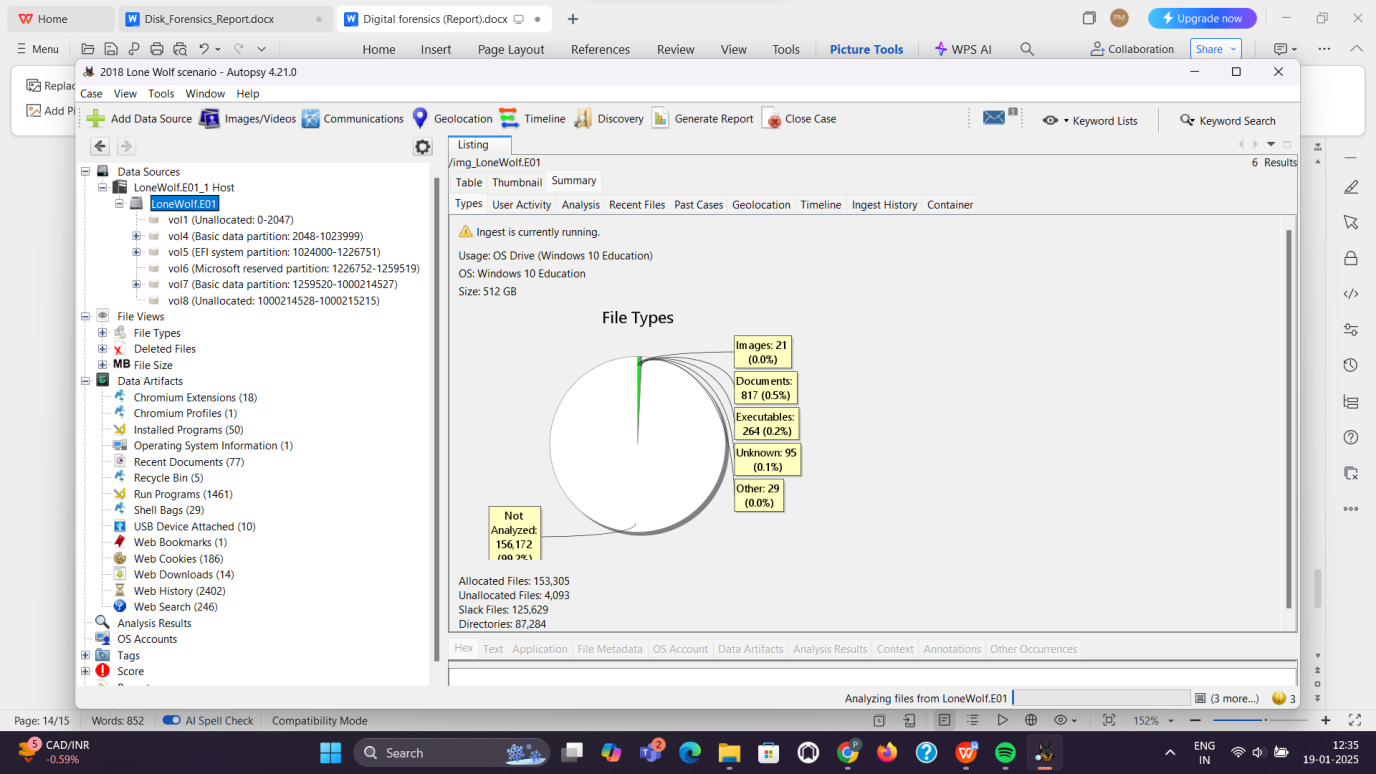 Home
Disk_Forensics_Report.docx
Digital forensics (Report).docx
PM
Upgrade now
Menu
Home Insert Page Layout References Review View Tools Picture Tools WPS AI
Collaboration Share
Replac
Add Pi
2018 Lone Wolf scenario - Autopsy 4.21.0
Case View Tools Window Help
Add Data Source Images/Videos Communications Geolocation Timeline Discovery Generate Report Close Case
3
Keyword Lists Keyword Search
Data Sources
LoneWolf.E01_1 Host
LoneWolf.E01
vol1 (Unallocated: 0-2047)
vol4 (Basic data partition: 2048-1023999)
vol5 (EFI system partition: 1024000-1226751)
vol6 (Microsoft reserved partition: 1226752-1259519)
vol7 (Basic data partition: 1259520-1000214527)
vol8 (Unallocated: 1000214528-1000215215)
File Views
File Types
Deleted Files
MB File Size
Data Artifacts
Chromium Extensions (18)
Chromium Profiles (1)
Installed Programs (50)
Operating System Information (1)
Recent Documents (77)
Recycle Bin (5)
Run Programs (1461)
Shell Bags (29)
USB Device Attached (10)
Web Bookmarks (1)
Web Cookies (186)
Web Downloads (14)
Web History (2402)
Web Search (246)
Analysis Results
OS Accounts
Tags
Score
Listing
/img_LoneWolf.E01
6 Results
Table Thumbnail Summary
Types User Activity Analysis Recent Files Past Cases Geolocation Timeline Ingest History Container
Ingest is currently running.
Usage: OS Drive (Windows 10 Education)
OS: Windows 10 Education
Size: 512 GB
File Types
Images: 21
(0.0%)
Documents:
817 (0.5%)
Executables:
264 (0.2%)
Unknown: 95
(0.1%)
Other: 29
(0.0%)
Not
Analyzed:
156,172
(99.2%)
Allocated Files: 153,305
Unallocated Files: 4,093
Slack Files: 125,629
Directories: 87,284
Hex Text Application File Metadata OS Account Data Artifacts Analysis Results Context Annotations Other Occurrences
Analyzing files from LoneWolf.E01
(3 more...)
3
Page: 14/15 Words: 852 AI Spell Check Compatibility Mode
152%
5
CAD/INR
-0.59%
Search
2
P
ENG
IN
12:35
19-01-2025